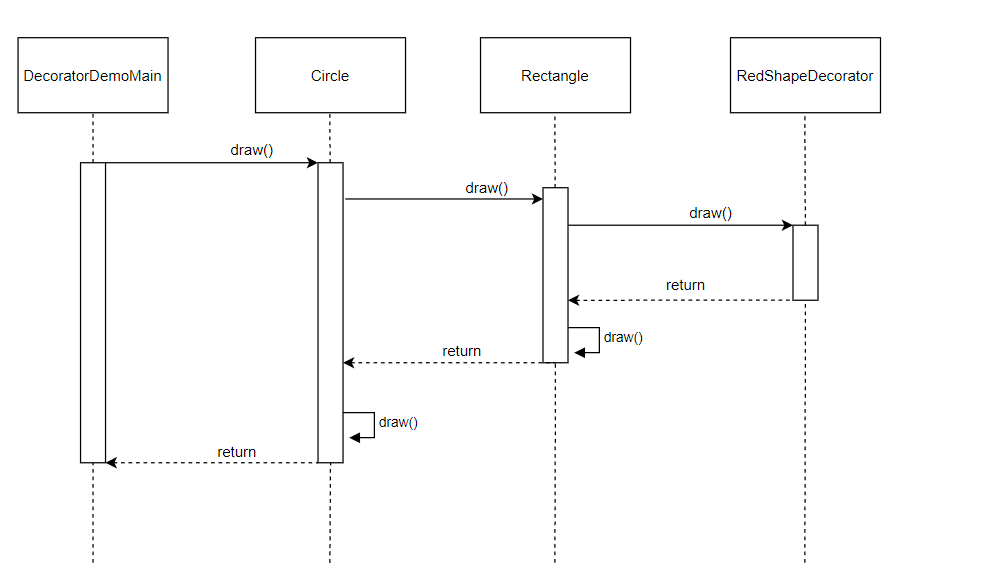 DecoratorDemoMain
Circle
Rectangle
RedShapeDecorator
draw()
draw()
draw()
return
draw()
return
draw()
return